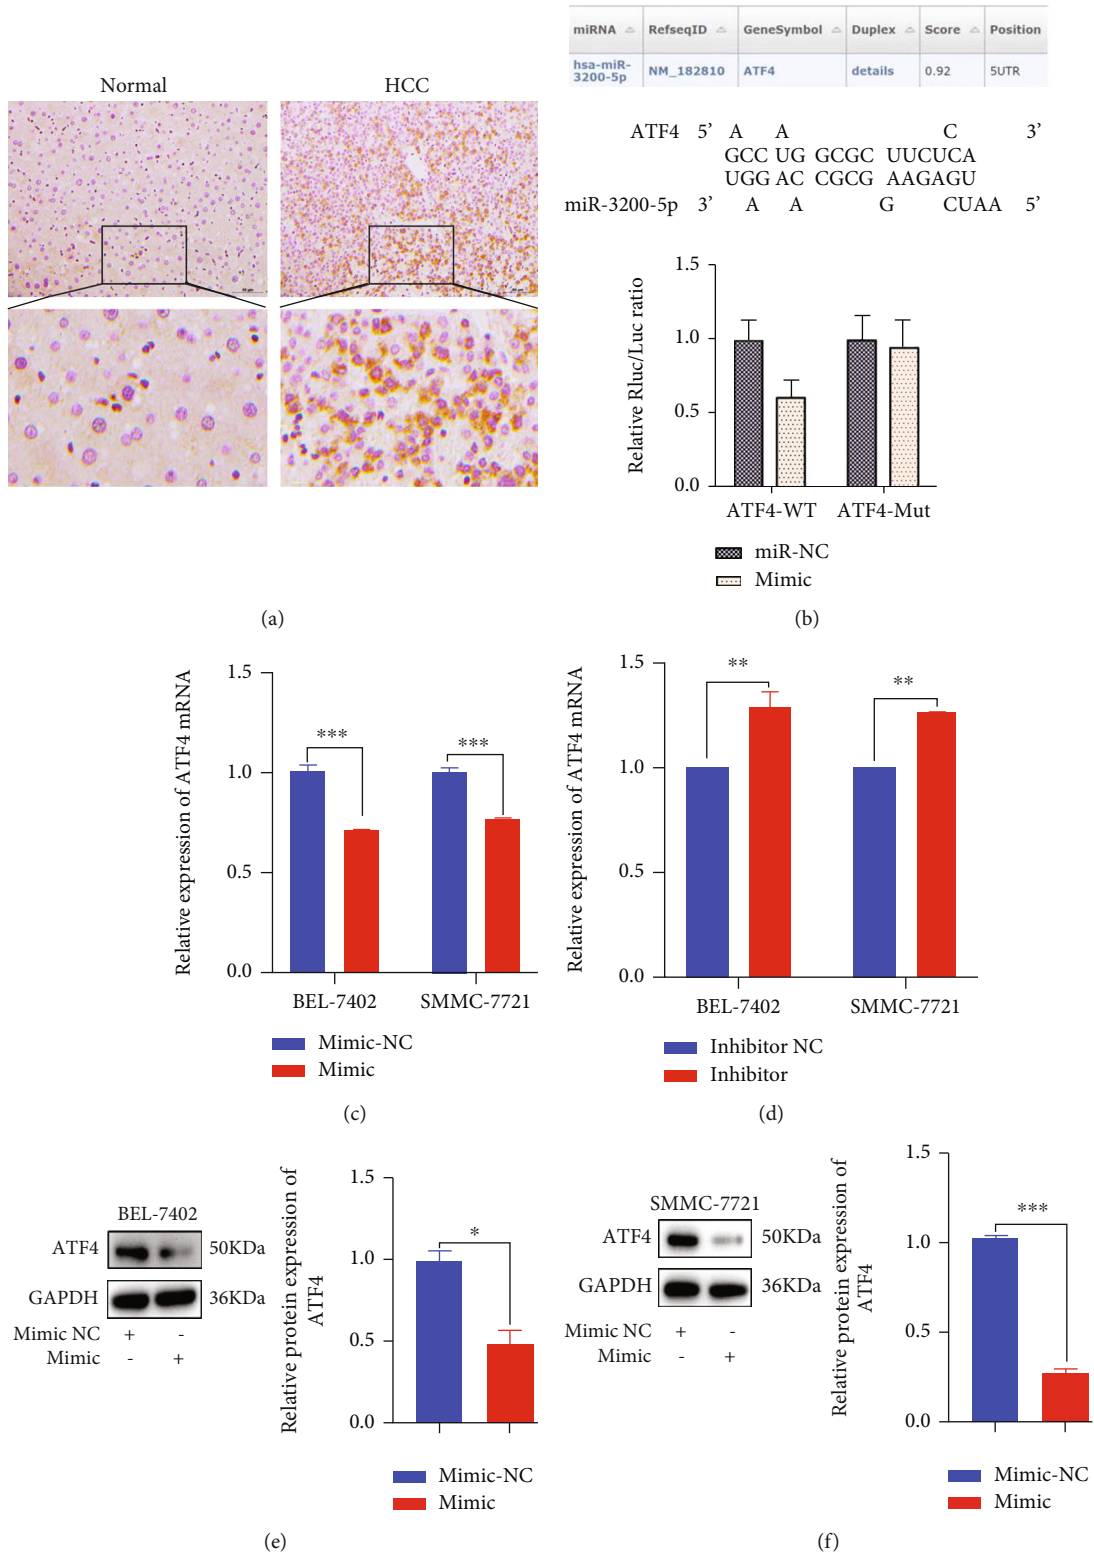 Normal
HCC
(a)
miRNA RefseqID GeneSymbol Duplex Score Position
hsa-miR-3200-5p NM_182810 ATF4 details 0.92 5UTR
ATF4 5’ A A C 3’
GCC UG GCGC UUCUCA
UGG AC CGCG AAGAGU
miR-3200-5p 3’ A A G CUAA 5’
Relative Rluc/Luc ratio
1.5
1.0
0.5
0.0
ATF4-WT ATF4-Mut
miR-NC
Mimic
(b)
Relative expression of ATF4 mRNA
1.5
1.0
0.5
0.0
*** ***
BEL-7402 SMMC-7721
Mimic-NC
Mimic
(c)
Relative expression of ATF4 mRNA
1.5
1.0
0.5
0.0
** **
BEL-7402 SMMC-7721
Inhibitor NC
Inhibitor
(d)
BEL-7402
ATF4 50KDa
GAPDH 36KDa
Mimic NC + -
Mimic - +
Relative protein expression of
ATF4
1.5
1.0
0.5
0.0
*
Mimic-NC
Mimic
(e)
SMMC-7721
ATF4 50KDa
GAPDH 36KDa
Mimic NC + -
Mimic - +
Relative protein expression of
ATF4
1.5
1.0
0.5
0.0
***
Mimic-NC
Mimic
(f)